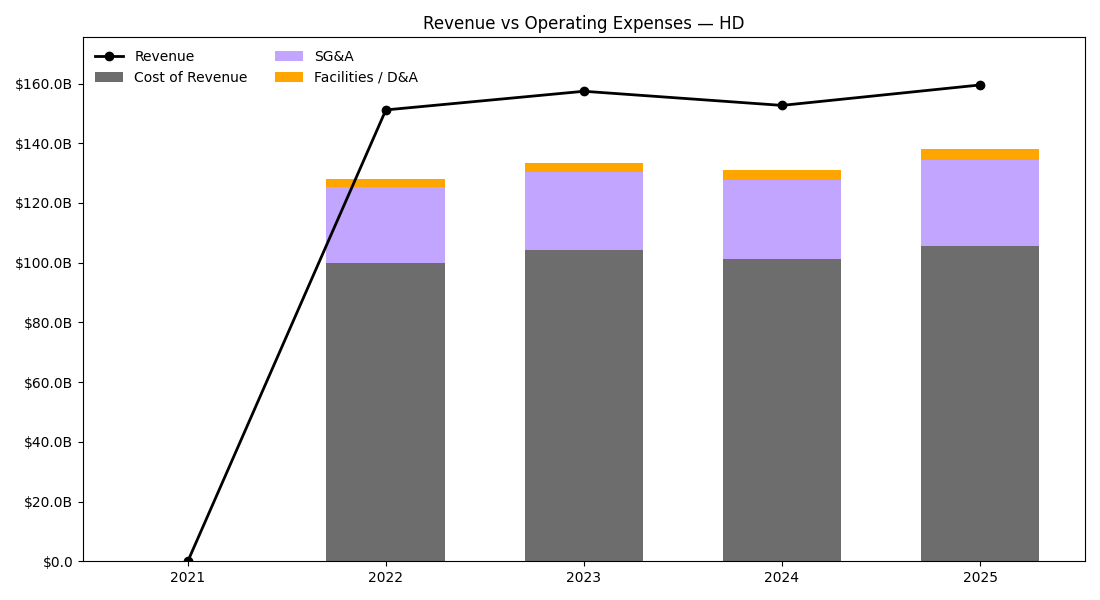 Revenue vs Operating Expenses — HD
Revenue
Cost of Revenue
SG&A
Facilities / D&A
$160.0B
$140.0B
$120.0B
$100.0B
$80.0B
$60.0B
$40.0B
$20.0B
$0.0
2021 2022 2023 2024 2025